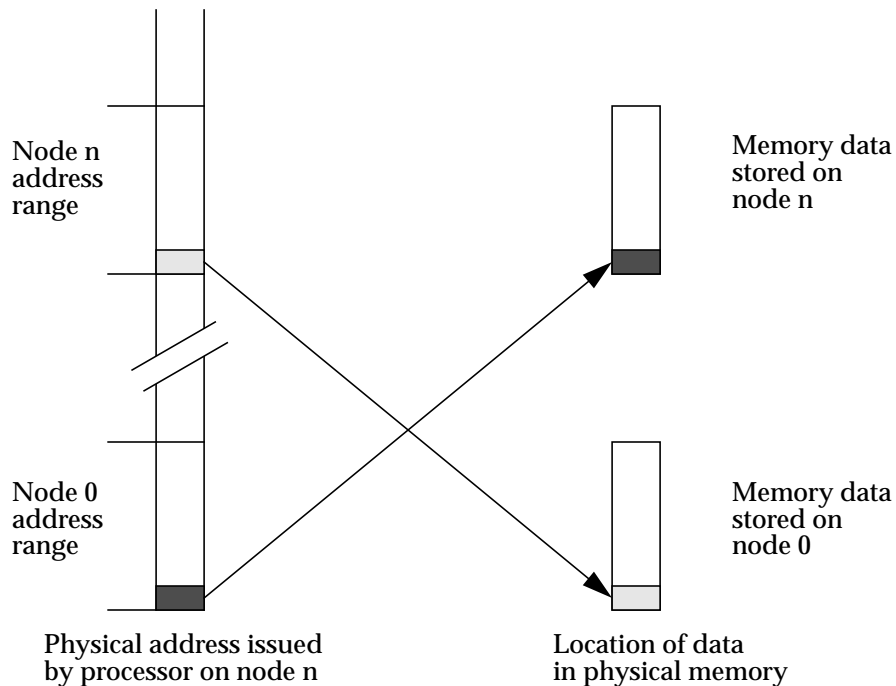 Node n
address
range
Memory data
stored on
node n
Node 0
address
range
Memory data
stored on
node 0
Physical address issued
by processor on node n
Location of data
in physical memory